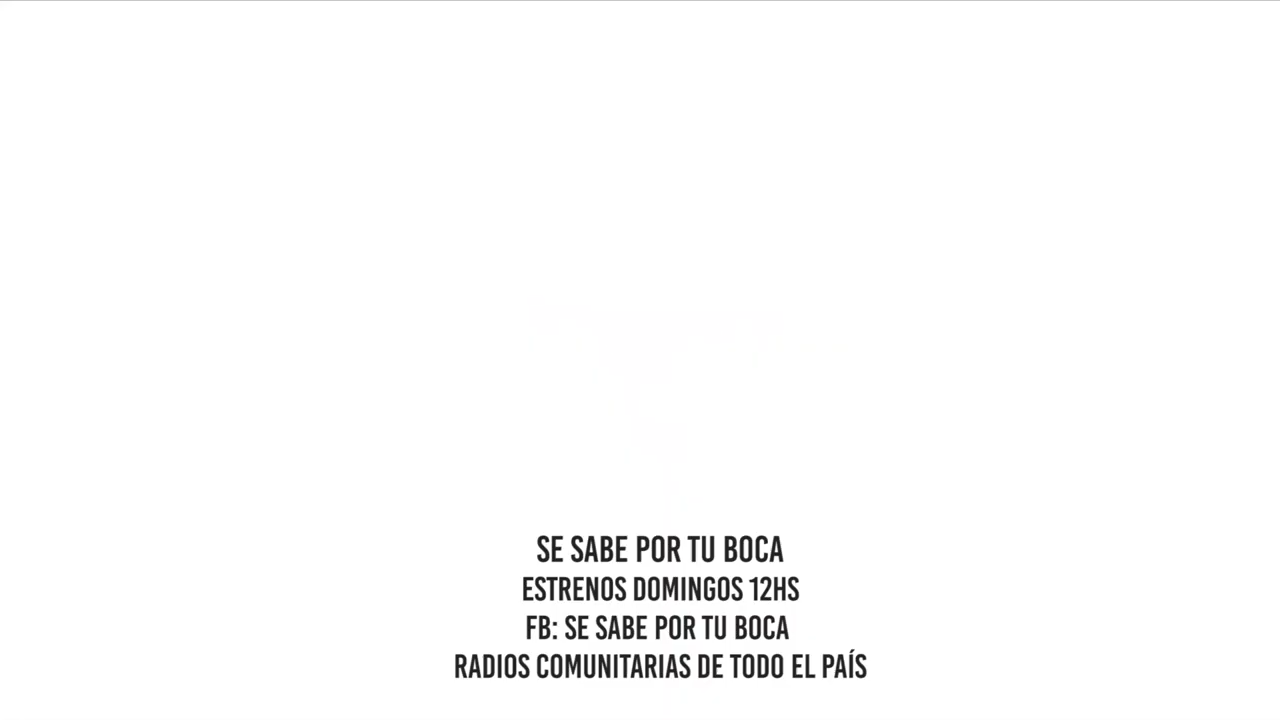 SE SABE POR TU BOCA
ESTRENOS DOMINGOS 12HS
FB: SE SABE POR TU BOCA
RADIOS COMUNITARIAS DE TODO EL PAÍS